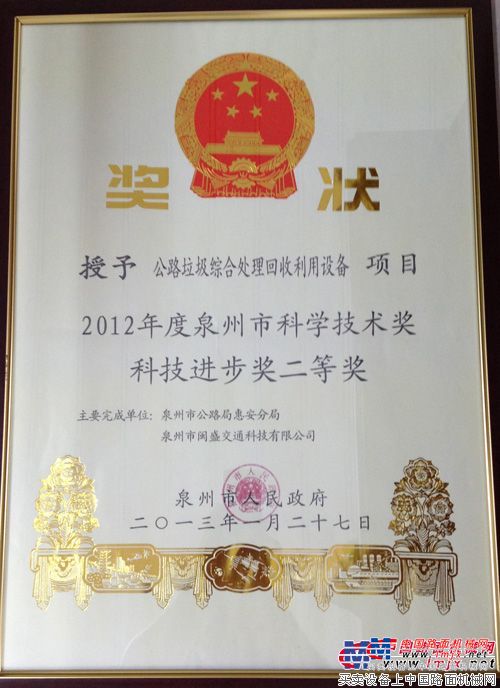 奖 状
授予 公路垃圾综合处理回收利用设备 项目
2012年度泉州市科学技术奖
科技进步奖二等奖
主要完成单位：泉州市公路局惠安分局
泉州市闽盛交通科技有限公司
泉州市人民政府
二〇一三年一月二十七日
中国路面机械网
www.lmjx.net
买卖设备上中国路面机械网